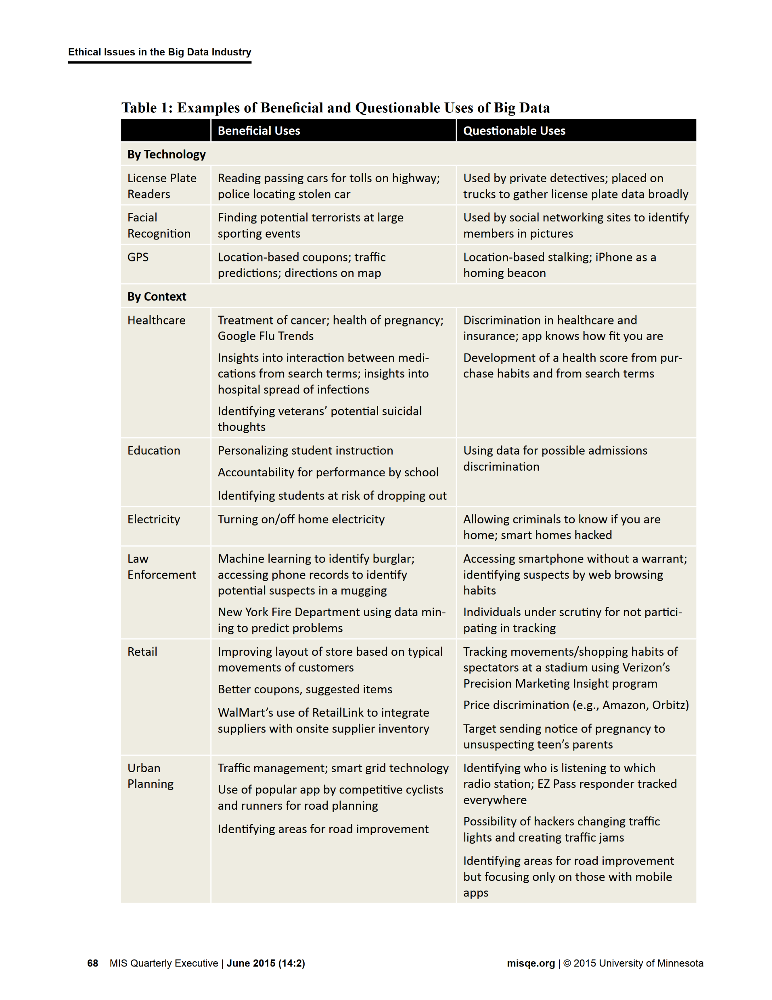 Ethical Issues in the Big Data Industry
Table 1: Examples of Beneficial and Questionable Uses of Big Data
Beneficial Uses
Questionable Uses
By Technology
License Plate
Readers
Reading passing cars for tolls on highway;
police locating stolen car
Used by private detectives; placed on
trucks to gather license plate data broadly
Facial
Recognition
Finding potential terrorists at large
sporting events
Used by social networking sites to identify
members in pictures
GPS
Location-based coupons; traffic
predictions; directions on map
Location-based stalking; iPhone as a
homing beacon
By Context
Healthcare
Treatment of cancer; health of pregnancy;
Google Flu Trends
Insights into interaction between medi-
cations from search terms; insights into
hospital spread of infections
Identifying veterans’ potential suicidal
thoughts
Discrimination in healthcare and
insurance; app knows how fit you are
Development of a health score from pur-
chase habits and from search terms
Education
Personalizing student instruction
Accountability for performance by school
Identifying students at risk of dropping out
Using data for possible admissions
discrimination
Electricity
Turning on/off home electricity
Allowing criminals to know if you are
home; smart homes hacked
Law
Enforcement
Machine learning to identify burglar;
accessing phone records to identify
potential suspects in a mugging
New York Fire Department using data min-
ing to predict problems
Accessing smartphone without a warrant;
identifying suspects by web browsing
habits
Individuals under scrutiny for not partici-
pating in tracking
Retail
Improving layout of store based on typical
movements of customers
Better coupons, suggested items
WalMart’s use of RetailLink to integrate
suppliers with onsite supplier inventory
Tracking movements/shopping habits of
spectators at a stadium using Verizon’s
Precision Marketing Insight program
Price discrimination (e.g., Amazon, Orbitz)
Target sending notice of pregnancy to
unsuspecting teen’s parents
Urban
Planning
Traffic management; smart grid technology
Use of popular app by competitive cyclists
and runners for road planning
Identifying areas for road improvement
Identifying who is listening to which
radio station; EZ Pass responder tracked
everywhere
Possibility of hackers changing traffic
lights and creating traffic jams
Identifying areas for road improvement
but focusing only on those with mobile
apps
68 MIS Quarterly Executive | June 2015 (14:2)
misqe.org | © 2015 University of Minnesota